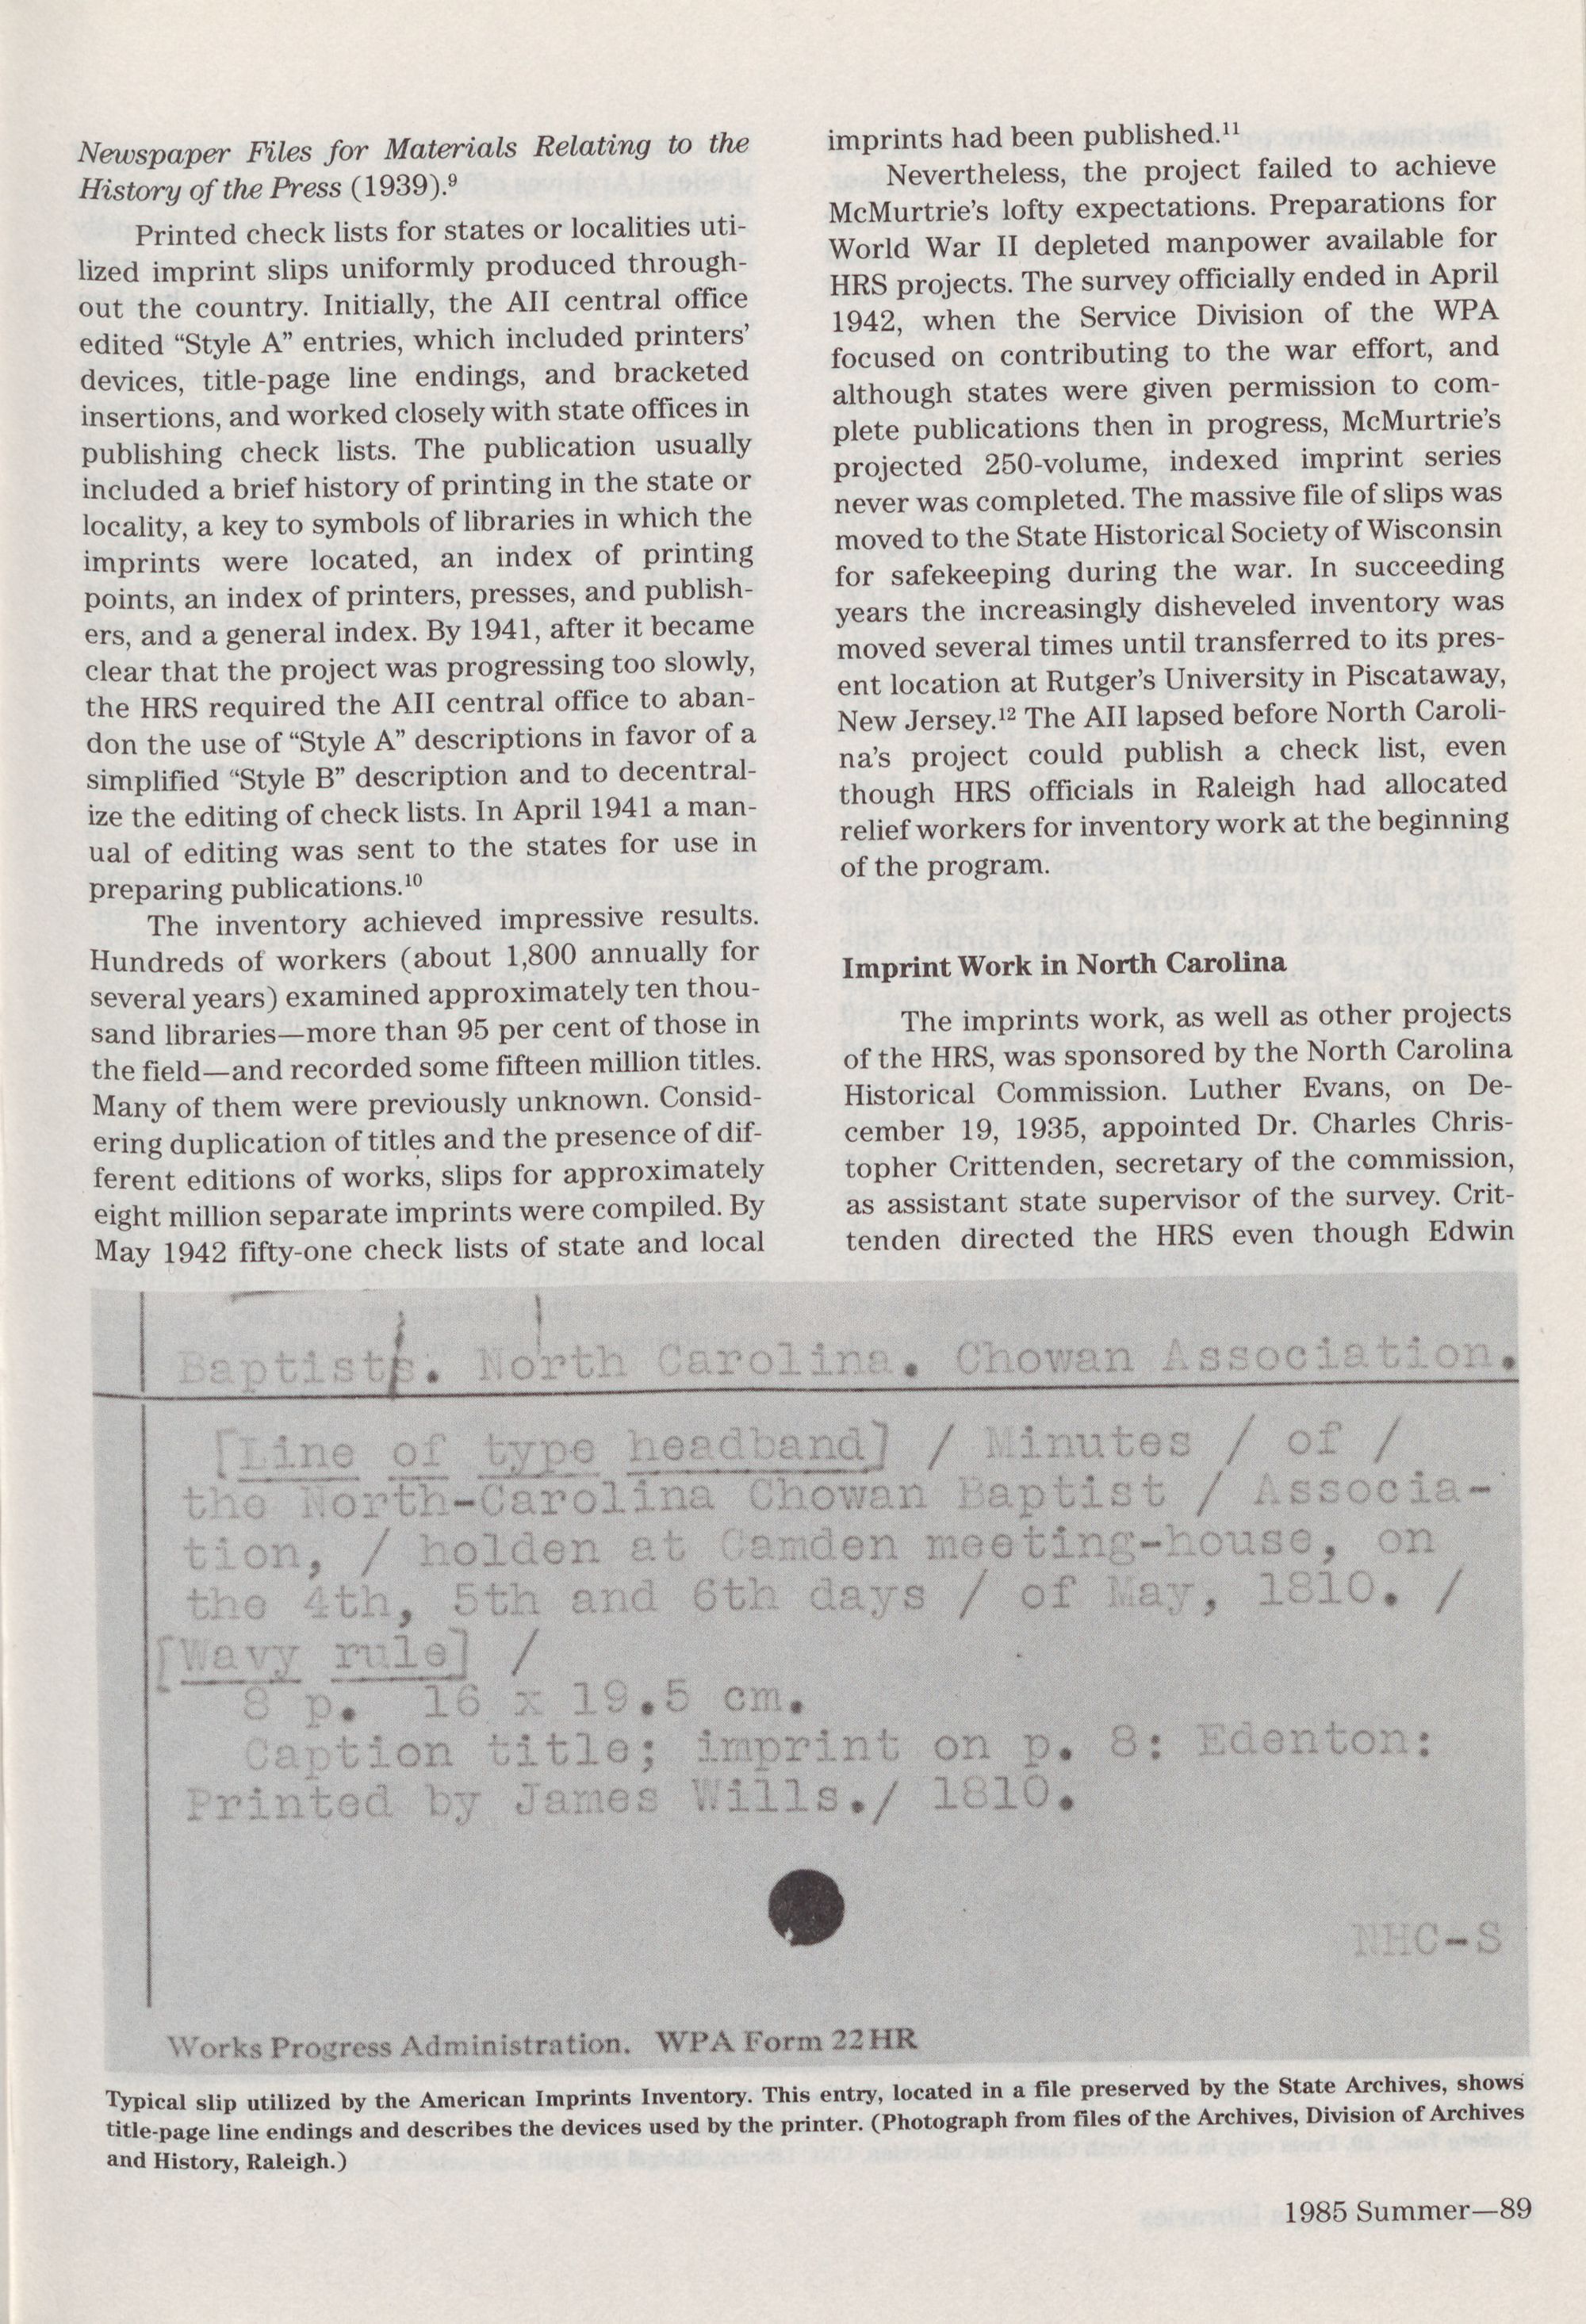 Newspaper Files for Materials Relating to the
History of the Press (1939).⁹
Printed check lists for states or localities uti-
lized imprint slips uniformly produced through-
out the country. Initially, the AII central office
edited “Style A” entries, which included printers’
devices, title-page line endings, and bracketed
insertions, and worked closely with state offices in
publishing check lists. The publication usually
included a brief history of printing in the state or
locality, a key to symbols of libraries in which the
imprints were located, an index of printing
points, an index of printers, presses, and publish-
ers, and a general index. By 1941, after it became
clear that the project was progressing too slowly,
the HRS required the AII central office to aban-
don the use of “Style A” descriptions in favor of a
simplified “Style B” description and to decentral-
ize the editing of check lists. In April 1941 a man-
ual of editing was sent to the states for use in
preparing publications.¹⁰
The inventory achieved impressive results.
Hundreds of workers (about 1,800 annually for
several years) examined approximately ten thou-
sand libraries—more than 95 per cent of those in
the field—and recorded some fifteen million titles.
Many of them were previously unknown. Consid-
ering duplication of titles and the presence of dif-
ferent editions of works, slips for approximately
eight million separate imprints were compiled. By
May 1942 fifty-one check lists of state and local
imprints had been published.¹¹
Nevertheless, the project failed to achieve
McMurtrie’s lofty expectations. Preparations for
World War II depleted manpower available for
HRS projects. The survey officially ended in April
1942, when the Service Division of the WPA
focused on contributing to the war effort, and
although states were given permission to com-
plete publications then in progress, McMurtrie’s
projected 250-volume, indexed imprint series
never was completed. The massive file of slips was
moved to the State Historical Society of Wisconsin
for safekeeping during the war. In succeeding
years the increasingly disheveled inventory was
moved several times until transferred to its pres-
ent location at Rutger’s University in Piscataway,
New Jersey.¹² The AII lapsed before North Caroli-
na’s project could publish a check list, even
though HRS officials in Raleigh had allocated
relief workers for inventory work at the beginning
of the program.
Imprint Work in North Carolina
The imprints work, as well as other projects
of the HRS, was sponsored by the North Carolina
Historical Commission. Luther Evans, on De-
cember 19, 1935, appointed Dr. Charles Chris-
topher Crittenden, secretary of the commission,
as assistant state supervisor of the survey. Crit-
tenden directed the HRS even though Edwin
Baptists. North Carolina. Chowan Association.
[Line of type headband] / Minutes / of /
the North-Carolina Chowan Baptist / Associa-
tion, / holden at Camden meeting-house, on
the 4th, 5th and 6th days / of May, 1810. /
[Wavy rule] /
8 p. 16 x 19.5 cm.
Caption title; imprint on p. 8: Edenton:
Printed by James Wills./ 1810.
NHC-S
Works Progress Administration. WPA Form 22HR
Typical slip utilized by the American Imprints Inventory. This entry, located in a file preserved by the State Archives, shows
title-page line endings and describes the devices used by the printer. (Photograph from files of the Archives, Division of Archives
and History, Raleigh.)
1985 Summer—89